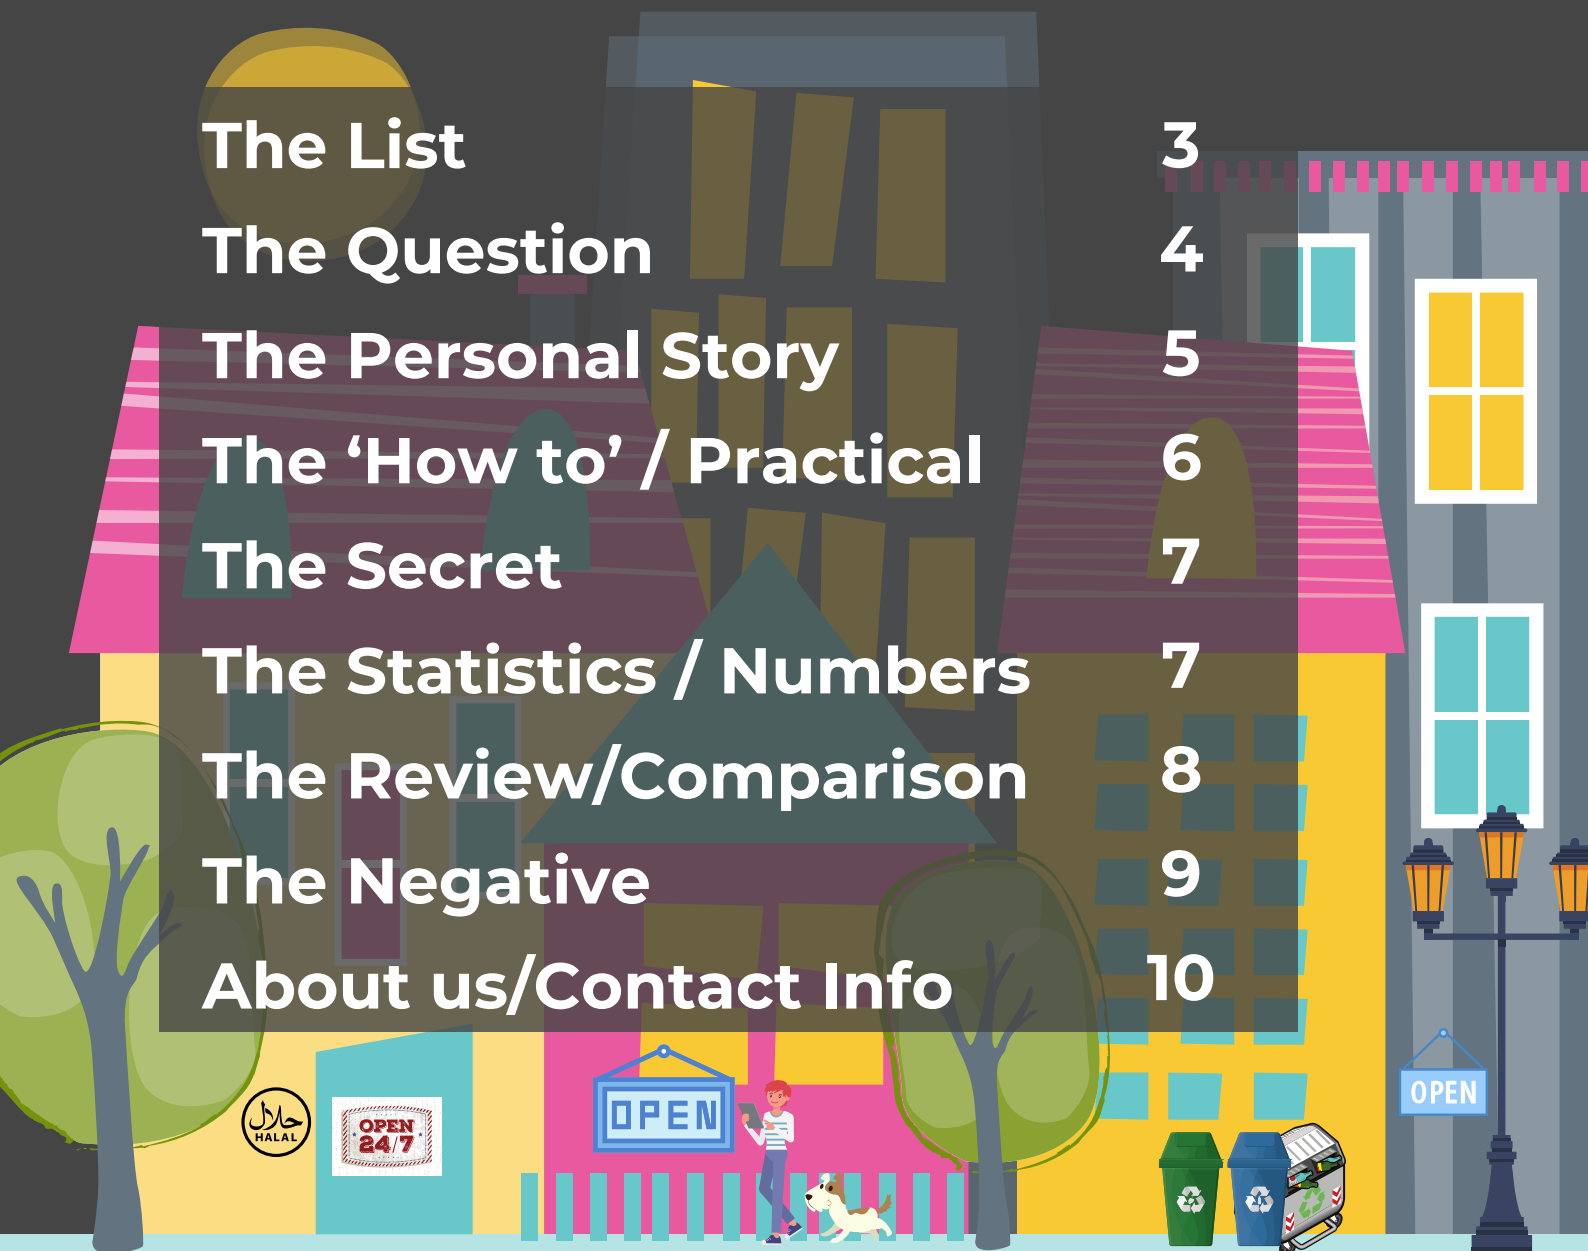 The List 3
The Question 4
The Personal Story 5
The ‘How to’ / Practical 6
The Secret 7
The Statistics / Numbers 7
The Review/Comparison 8
The Negative 9
About us/Contact Info 10
حلال
HALAL
OPEN
24/7
OPEN
OPEN